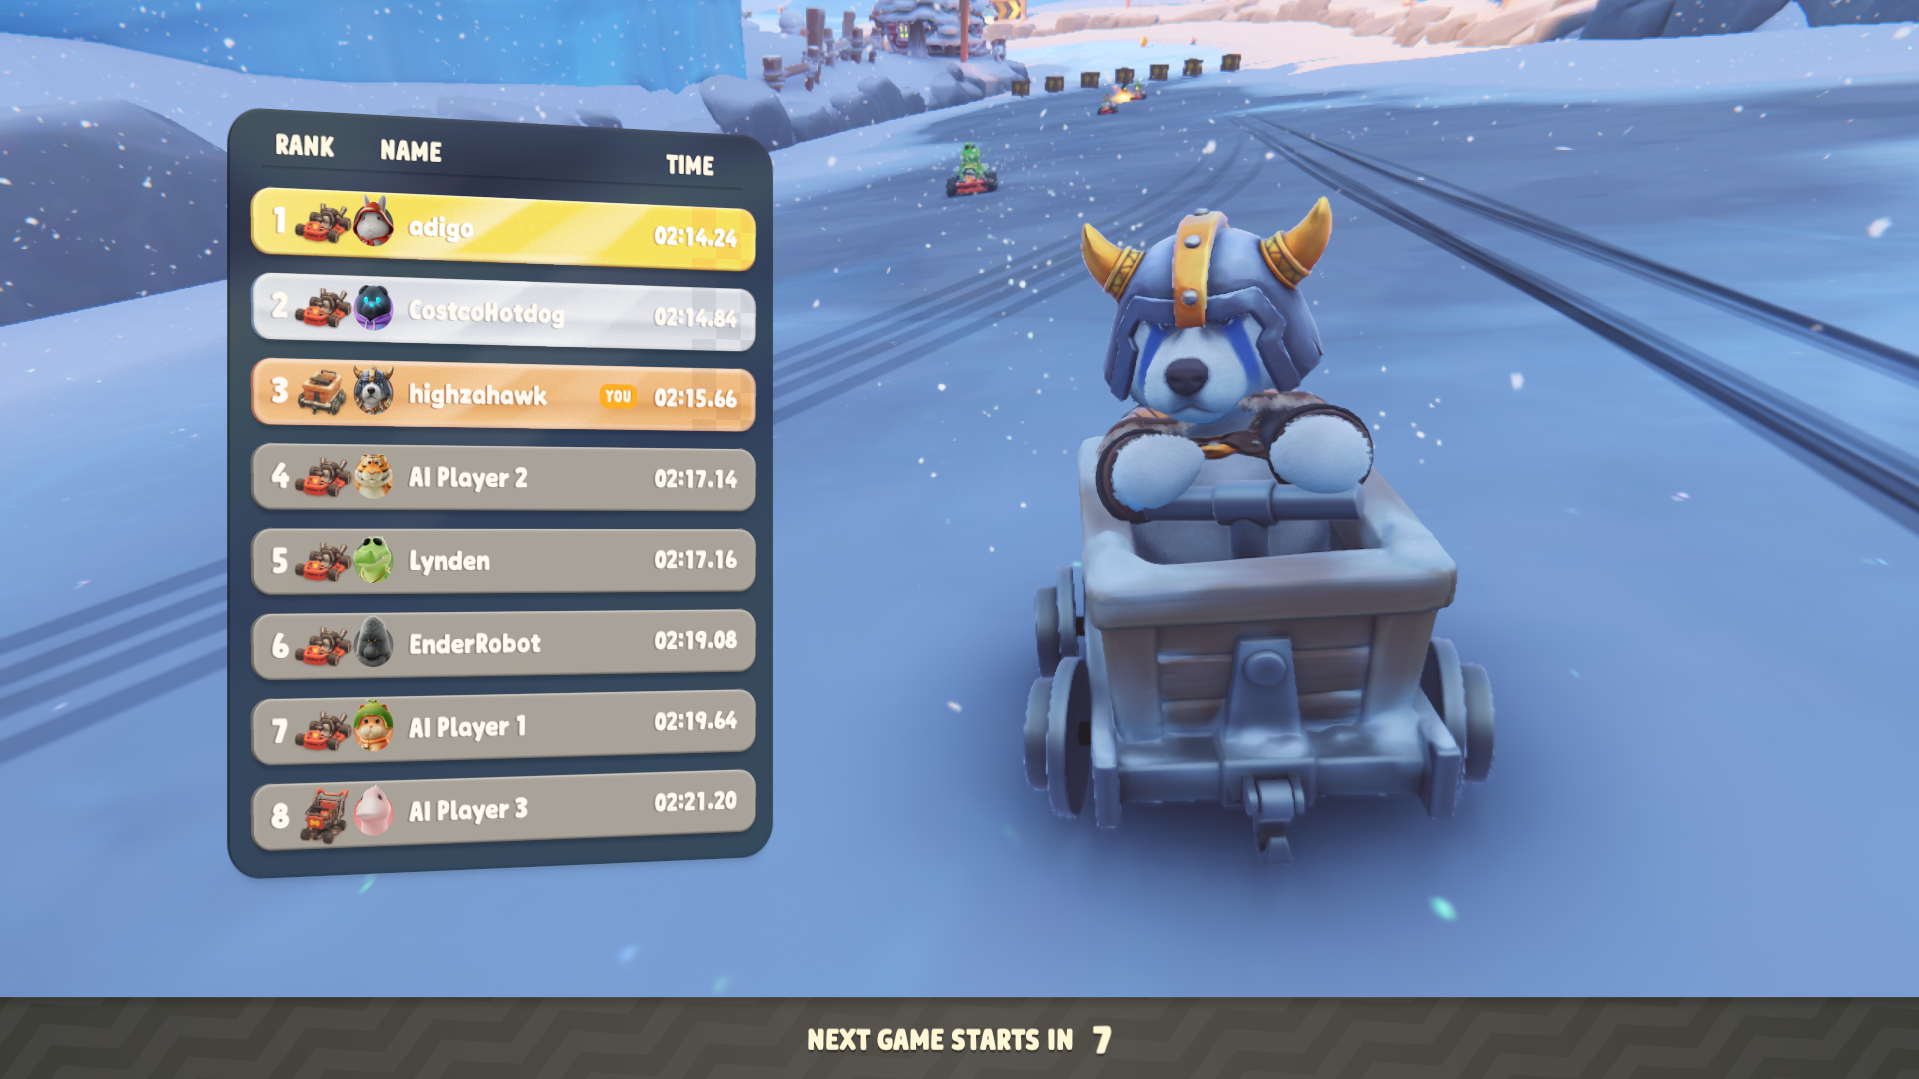 RANK NAME TIME
1 adigo 02:14.24
2 CostcoHotdog 02:14.84
3 highzahawk YOU 02:15.66
4 AI Player 2 02:17.14
5 Lynden 02:17.16
6 EnderRobot 02:19.08
7 AI Player 1 02:19.64
8 AI Player 3 02:21.20
NEXT GAME STARTS IN 7